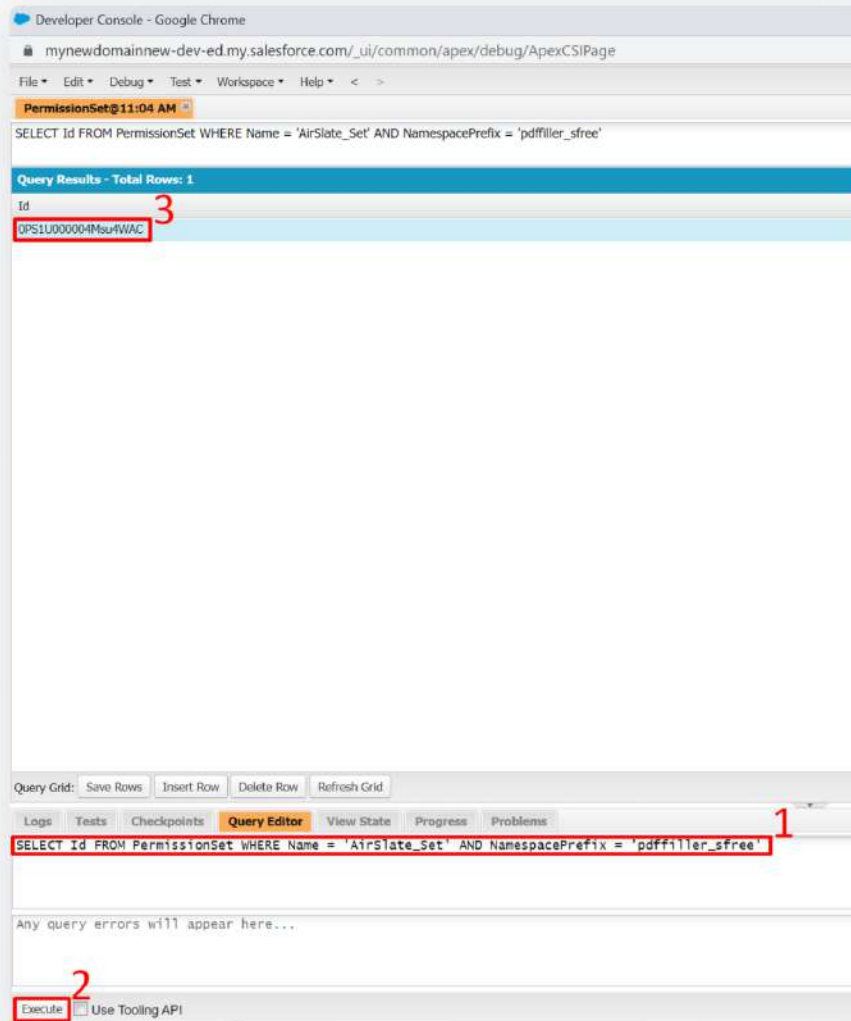 Developer Console - Google Chrome
mynewdomainnew-dev-ed.my.salesforce.com/_ui/common/apex/debug/ApexCSIPage
File Edit Debug Test Workspace Help < >
PermissionSet@11:04 AM
SELECT Id FROM PermissionSet WHERE Name = 'AirSlate_Set' AND NamespacePrefix = 'pdffiller_sfree'
Query Results - Total Rows: 1
Id
3
0PS1U000004Msu4WAC
Query Grid: Save Rows Insert Row Delete Row Refresh Grid
Logs Tests Checkpoints Query Editor View State Progress Problems
1
SELECT Id FROM PermissionSet WHERE Name = 'AirSlate_Set' AND NamespacePrefix = 'pdffiller_sfree'
Any query errors will appear here...
2
Execute Use Tooling API